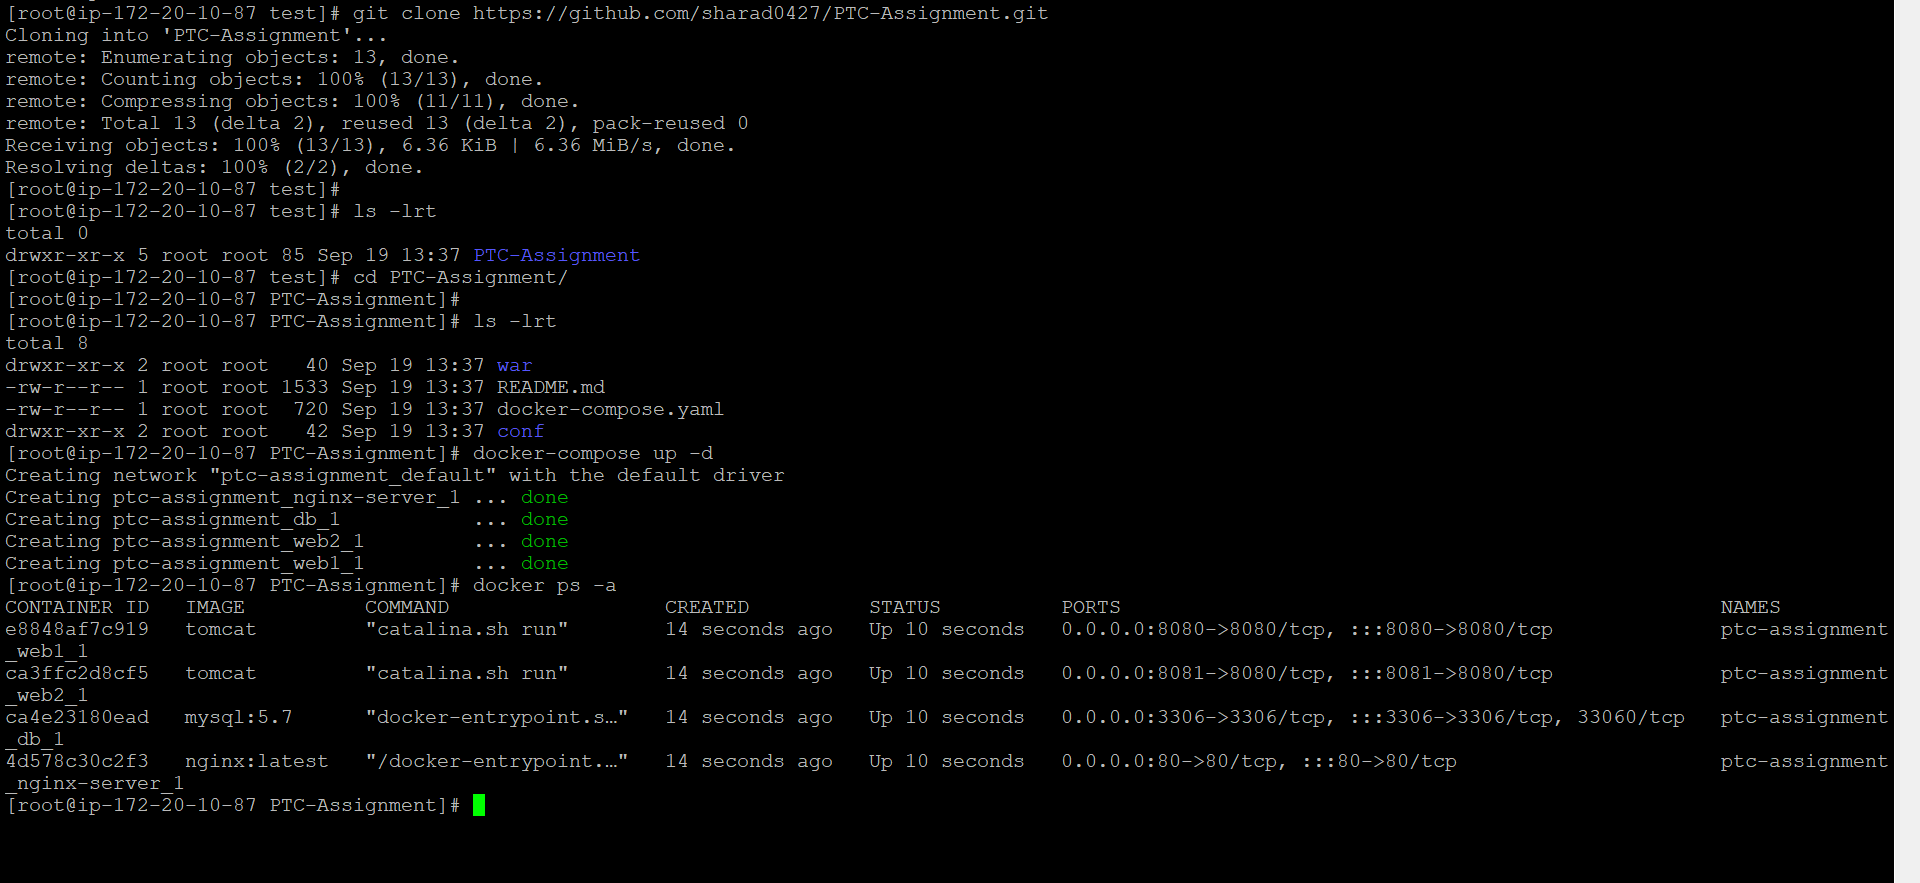 [root@ip-172-20-10-87 test]# git clone https://github.com/sharad0427/PTC-Assignment.git
Cloning into 'PTC-Assignment'...
remote: Enumerating objects: 13, done.
remote: Counting objects: 100% (13/13), done.
remote: Compressing objects: 100% (11/11), done.
remote: Total 13 (delta 2), reused 13 (delta 2), pack-reused 0
Receiving objects: 100% (13/13), 6.36 KiB | 6.36 MiB/s, done.
Resolving deltas: 100% (2/2), done.
[root@ip-172-20-10-87 test]#
[root@ip-172-20-10-87 test]# ls -lrt
total 0
drwxr-xr-x 5 root root 85 Sep 19 13:37 PTC-Assignment
[root@ip-172-20-10-87 test]# cd PTC-Assignment/
[root@ip-172-20-10-87 PTC-Assignment]#
[root@ip-172-20-10-87 PTC-Assignment]# ls -lrt
total 8
drwxr-xr-x 2 root root   40 Sep 19 13:37 war
-rw-r--r-- 1 root root 1533 Sep 19 13:37 README.md
-rw-r--r-- 1 root root  720 Sep 19 13:37 docker-compose.yaml
drwxr-xr-x 2 root root   42 Sep 19 13:37 conf
[root@ip-172-20-10-87 PTC-Assignment]# docker-compose up -d
Creating network "ptc-assignment_default" with the default driver
Creating ptc-assignment_nginx-server_1 ... done
Creating ptc-assignment_db_1           ... done
Creating ptc-assignment_web2_1         ... done
Creating ptc-assignment_web1_1         ... done
[root@ip-172-20-10-87 PTC-Assignment]# docker ps -a
CONTAINER ID   IMAGE          COMMAND                  CREATED          STATUS          PORTS                                                  NAMES
e8848af7c919   tomcat         "catalina.sh run"        14 seconds ago   Up 10 seconds   0.0.0.0:8080->8080/tcp, :::8080->8080/tcp              ptc-assignment
_web1_1
ca3ffc2d8cf5   tomcat         "catalina.sh run"        14 seconds ago   Up 10 seconds   0.0.0.0:8081->8080/tcp, :::8081->8080/tcp              ptc-assignment
_web2_1
ca4e23180ead   mysql:5.7      "docker-entrypoint.s…"   14 seconds ago   Up 10 seconds   0.0.0.0:3306->3306/tcp, :::3306->3306/tcp, 33060/tcp   ptc-assignment
_db_1
4d578c30c2f3   nginx:latest   "/docker-entrypoint.…"   14 seconds ago   Up 10 seconds   0.0.0.0:80->80/tcp, :::80->80/tcp                      ptc-assignment
_nginx-server_1
[root@ip-172-20-10-87 PTC-Assignment]#